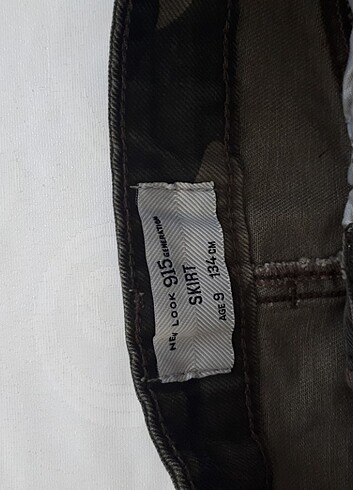 NEW LOOK 915 GENERATION
SKIRT
AGE 9 134 CM